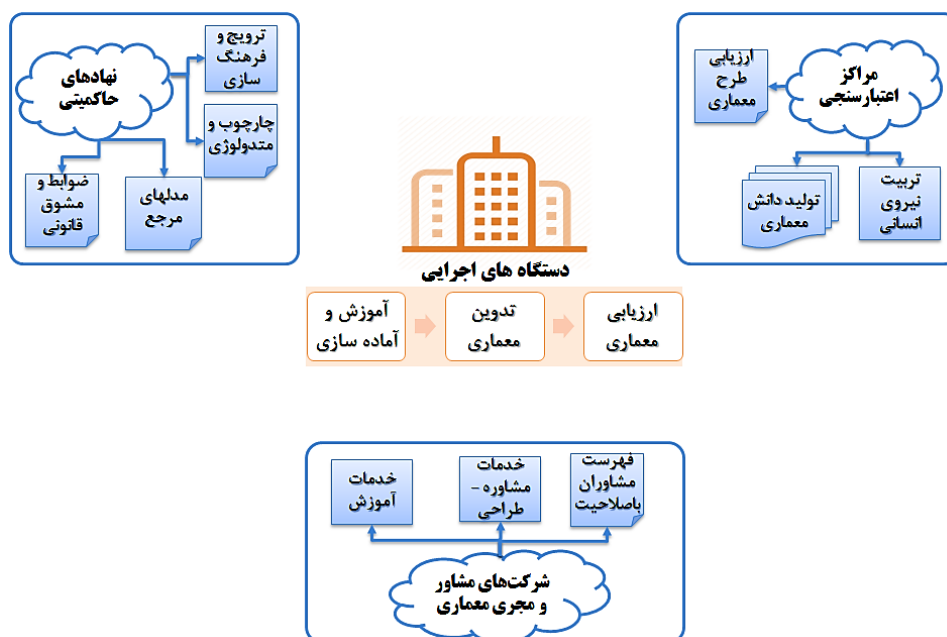 مراکز
اعتبارسنجی
ارزیابی
طرح
معماری
تولید دانش
معماری
تربیت
نیروی
انسانی
نهادهای
حاکمیتی
ترویج و
فرهنگ
سازی
چارچوب و
متدولوژی
مدلهای
مرجع
ضوابط و
مشوق
قانونی
دستگاه های اجرایی
آموزش و
آماده سازی
تدوین
معماری
ارزیابی
معماری
فهرست
مشاوران
باصلاحیت
خدمات
مشاوره –
طراحی
خدمات
آموزش
شرکت‌های مشاور
و مجری معماری